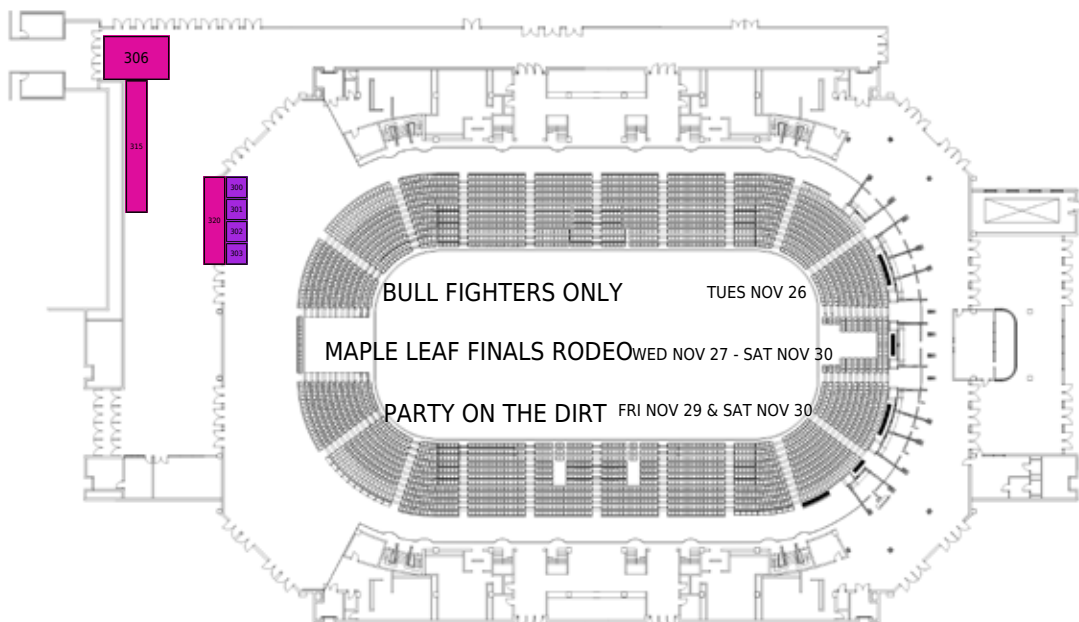 306
315
320
300
301
302
303
BULL FIGHTERS ONLY TUES NOV 26
MAPLE LEAF FINALS RODEO WED NOV 27 - SAT NOV 30
PARTY ON THE DIRT FRI NOV 29 & SAT NOV 30